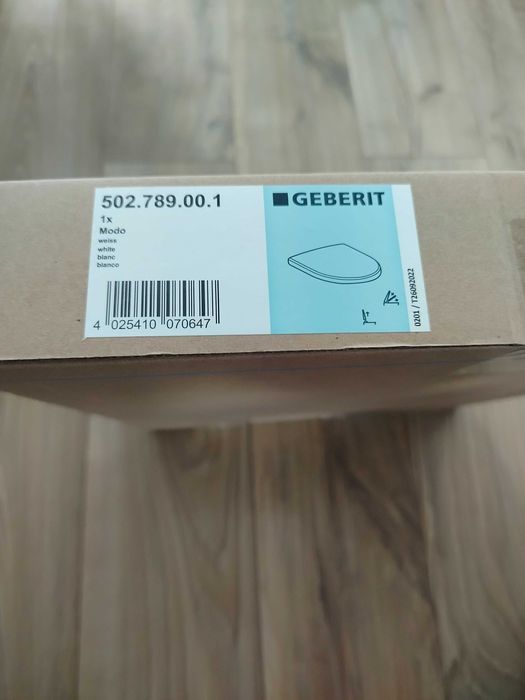 502.789.00.1
1x
Modo
weiss
white
blanc
bianco
4 025410 070647
GEBERIT
0201 / T26092022